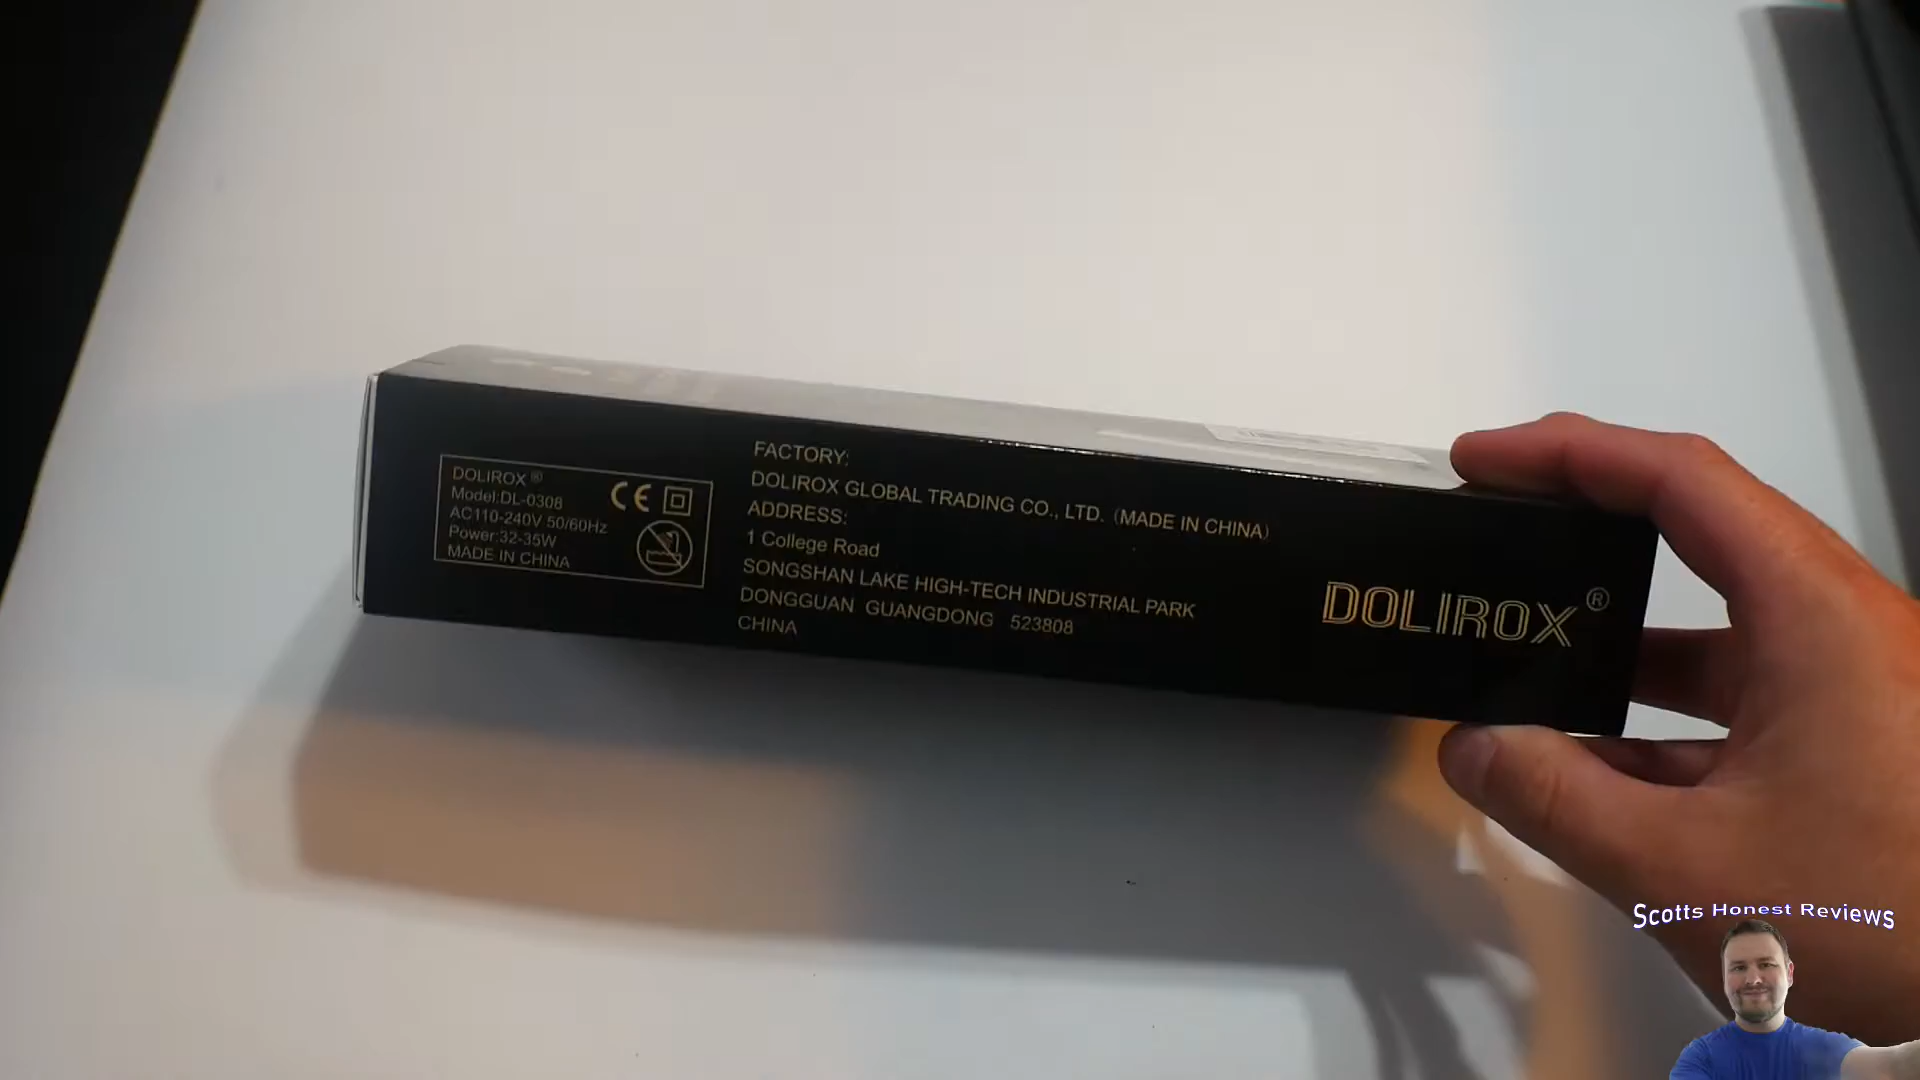 DOLIROX ®
Model:DL-0308
AC110-240V 50/60Hz
Power:32-35W
MADE IN CHINA
CE
FACTORY:
DOLIROX GLOBAL TRADING CO., LTD. (MADE IN CHINA)
ADDRESS:
1 College Road
SONGSHAN LAKE HIGH-TECH INDUSTRIAL PARK
DONGGUAN GUANGDONG 523808
CHINA
DOLIROX ®
Scotts Honest Reviews